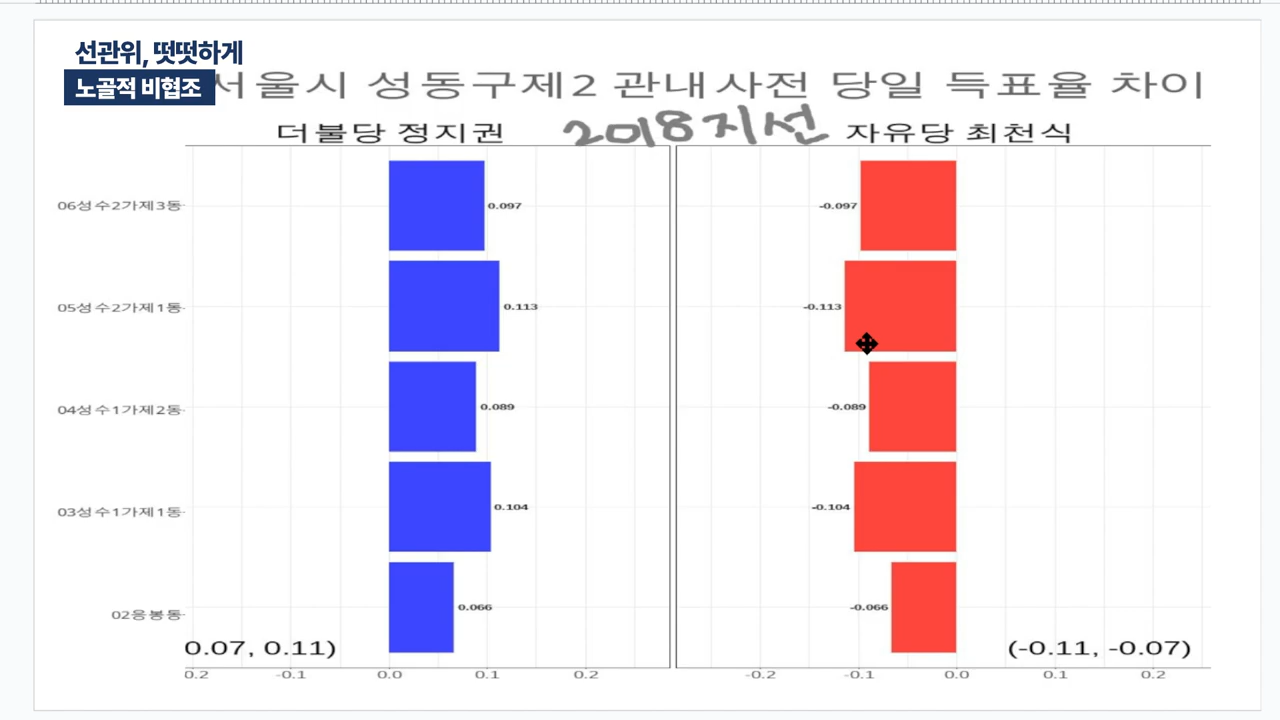 선관위, 떳떳하게
노골적 비협조
서울시 성동구제2 관내사전 당일 득표율 차이
더불당 정지권
2018지선
자유당 최천식
06성수2가제3동
0.097
-0.097
05성수2가제1동
0.113
-0.113
04성수1가제2동
0.089
-0.089
03성수1가제1동
0.104
-0.104
02응봉동
0.066
-0.066
0.07, 0.11)
(-0.11, -0.07)
0.2 -0.1 0.0 0.1 0.2
-0.2 -0.1 0.0 0.1 0.2